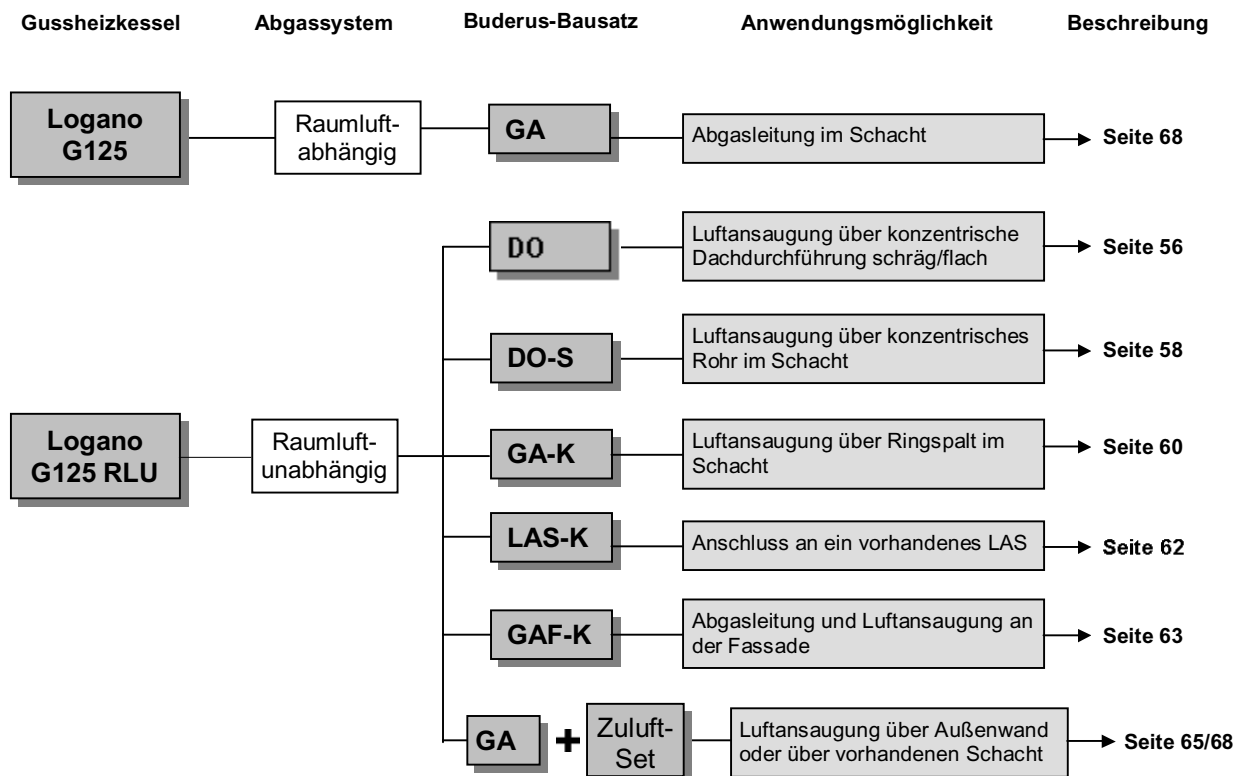 Gussheizkessel Abgassystem Buderus-Bausatz Anwendungsmöglichkeit Beschreibung
Logano
G125
Raumluft-
abhängig
GA
Abgasleitung im Schacht
Seite 68
DO
Luftansaugung über konzentrische
Dachdurchführung schräg/flach
Seite 56
DO-S
Luftansaugung über konzentrisches
Rohr im Schacht
Seite 58
Logano
G125 RLU
Raumluft-
unabhängig
GA-K
Luftansaugung über Ringspalt im
Schacht
Seite 60
LAS-K
Anschluss an ein vorhandenes LAS
Seite 62
GAF-K
Abgasleitung und Luftansaugung an
der Fassade
Seite 63
GA + Zuluft-
Set
Luftansaugung über Außenwand
oder über vorhandenen Schacht
Seite 65/68